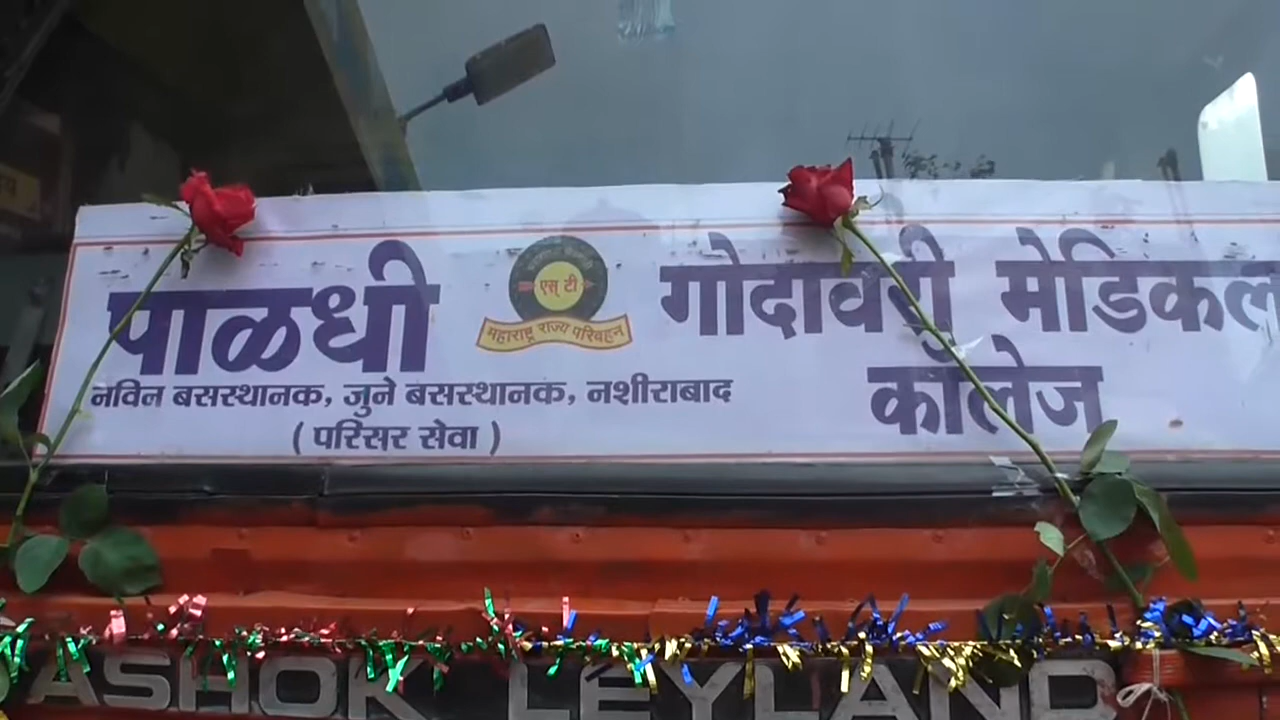 पाळधी
एस् टी
महाराष्ट्र राज्य परिवहन
गोदावरी मेडिकल
कॉलेज
नविन बसस्थानक, जुने बसस्थानक, नशीराबाद
( परिसर सेवा )
ASHOK LEYLAND